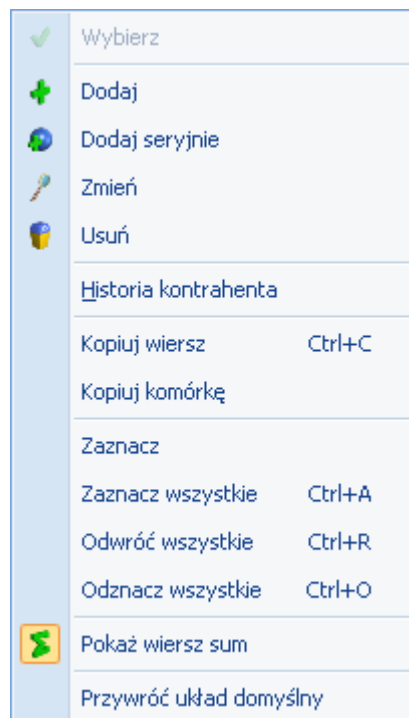 Wybierz
Dodaj
Dodaj seryjnie
Zmień
Usuń
Historia kontrahenta
Kopiuj wiersz Ctrl+C
Kopiuj komórkę
Zaznacz
Zaznacz wszystkie Ctrl+A
Odwróć wszystkie Ctrl+R
Odznacz wszystkie Ctrl+O
Pokaż wiersz sum
Przywróć układ domyślny